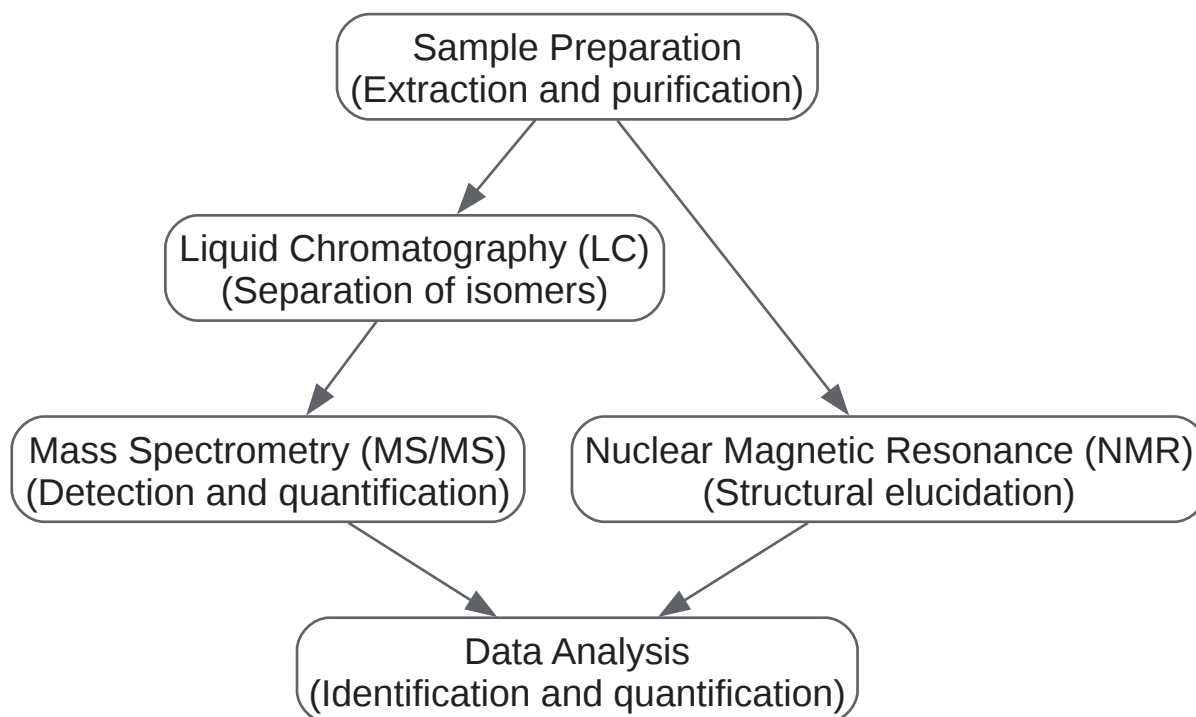 Sample Preparation
(Extraction and purification)
Liquid Chromatography (LC)
(Separation of isomers)
Mass Spectrometry (MS/MS)
(Detection and quantification)
Nuclear Magnetic Resonance (NMR)
(Structural elucidation)
Data Analysis
(Identification and quantification)